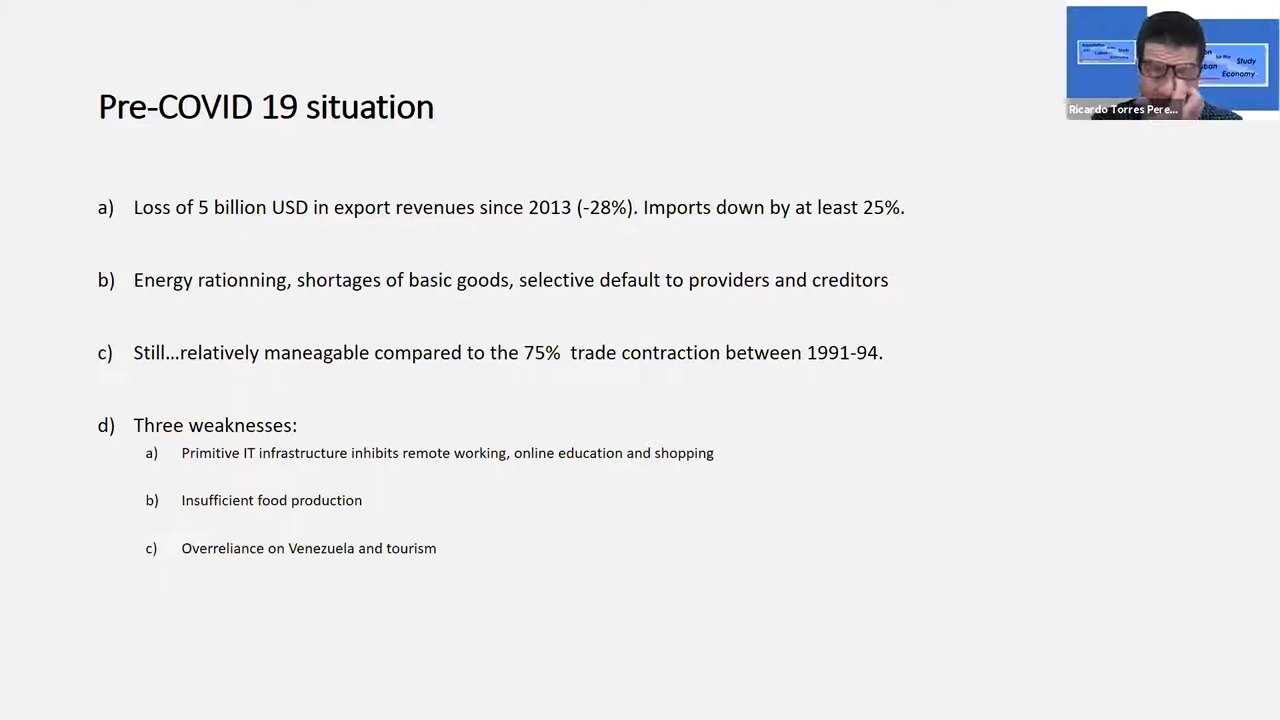 Pre-COVID 19 situation
a) Loss of 5 billion USD in export revenues since 2013 (-28%). Imports down by at least 25%.
b) Energy rationning, shortages of basic goods, selective default to providers and creditors
c) Still…relatively maneagable compared to the 75% trade contraction between 1991-94.
d) Three weaknesses:
a) Primitive IT infrastructure inhibits remote working, online education and shopping
b) Insufficient food production
c) Overreliance on Venezuela and tourism
Study
Economy
Ricardo Torres Pere...